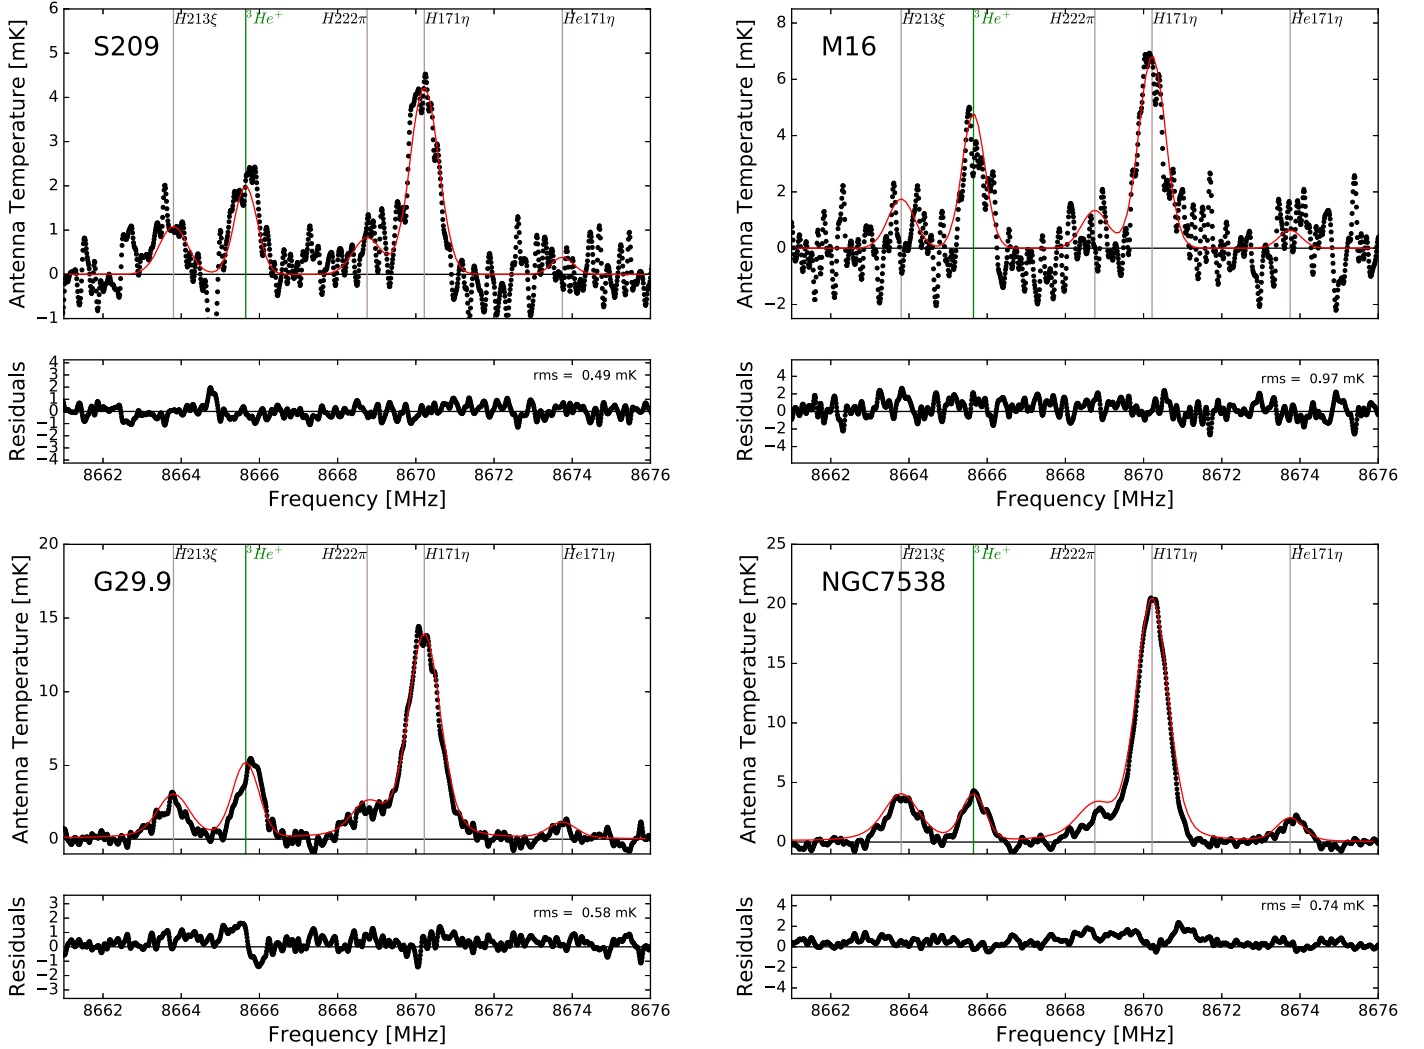 S209
H213ξ
³He⁺
H222π
H171η
He171η
Antenna Temperature [mK]
6
5
4
3
2
1
0
−1
Residuals
rms = 0.49 mK
4
3
2
1
0
−1
−2
−3
−4
8662 8664 8666 8668 8670 8672 8674 8676
Frequency [MHz]
M16
H213ξ
³He⁺
H222π
H171η
He171η
Antenna Temperature [mK]
8
6
4
2
0
−2
Residuals
rms = 0.97 mK
4
2
0
−2
−4
8662 8664 8666 8668 8670 8672 8674 8676
Frequency [MHz]
G29.9
H213ξ
³He⁺
H222π
H171η
He171η
Antenna Temperature [mK]
20
15
10
5
0
Residuals
rms = 0.58 mK
3
2
1
0
−1
−2
−3
8662 8664 8666 8668 8670 8672 8674 8676
Frequency [MHz]
NGC7538
H213ξ
³He⁺
H222π
H171η
He171η
Antenna Temperature [mK]
25
20
15
10
5
0
Residuals
rms = 0.74 mK
4
2
0
−2
−4
8662 8664 8666 8668 8670 8672 8674 8676
Frequency [MHz]